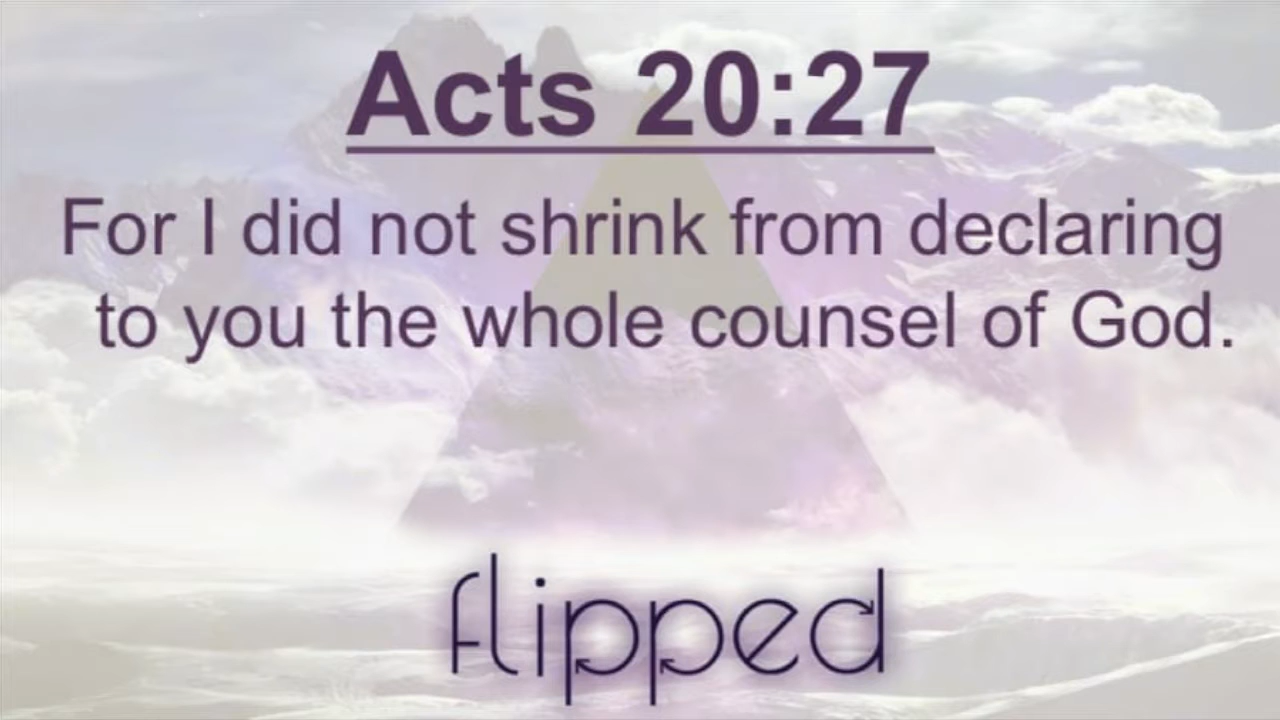 Acts 20:27
For I did not shrink from declaring
to you the whole counsel of God.
flipped